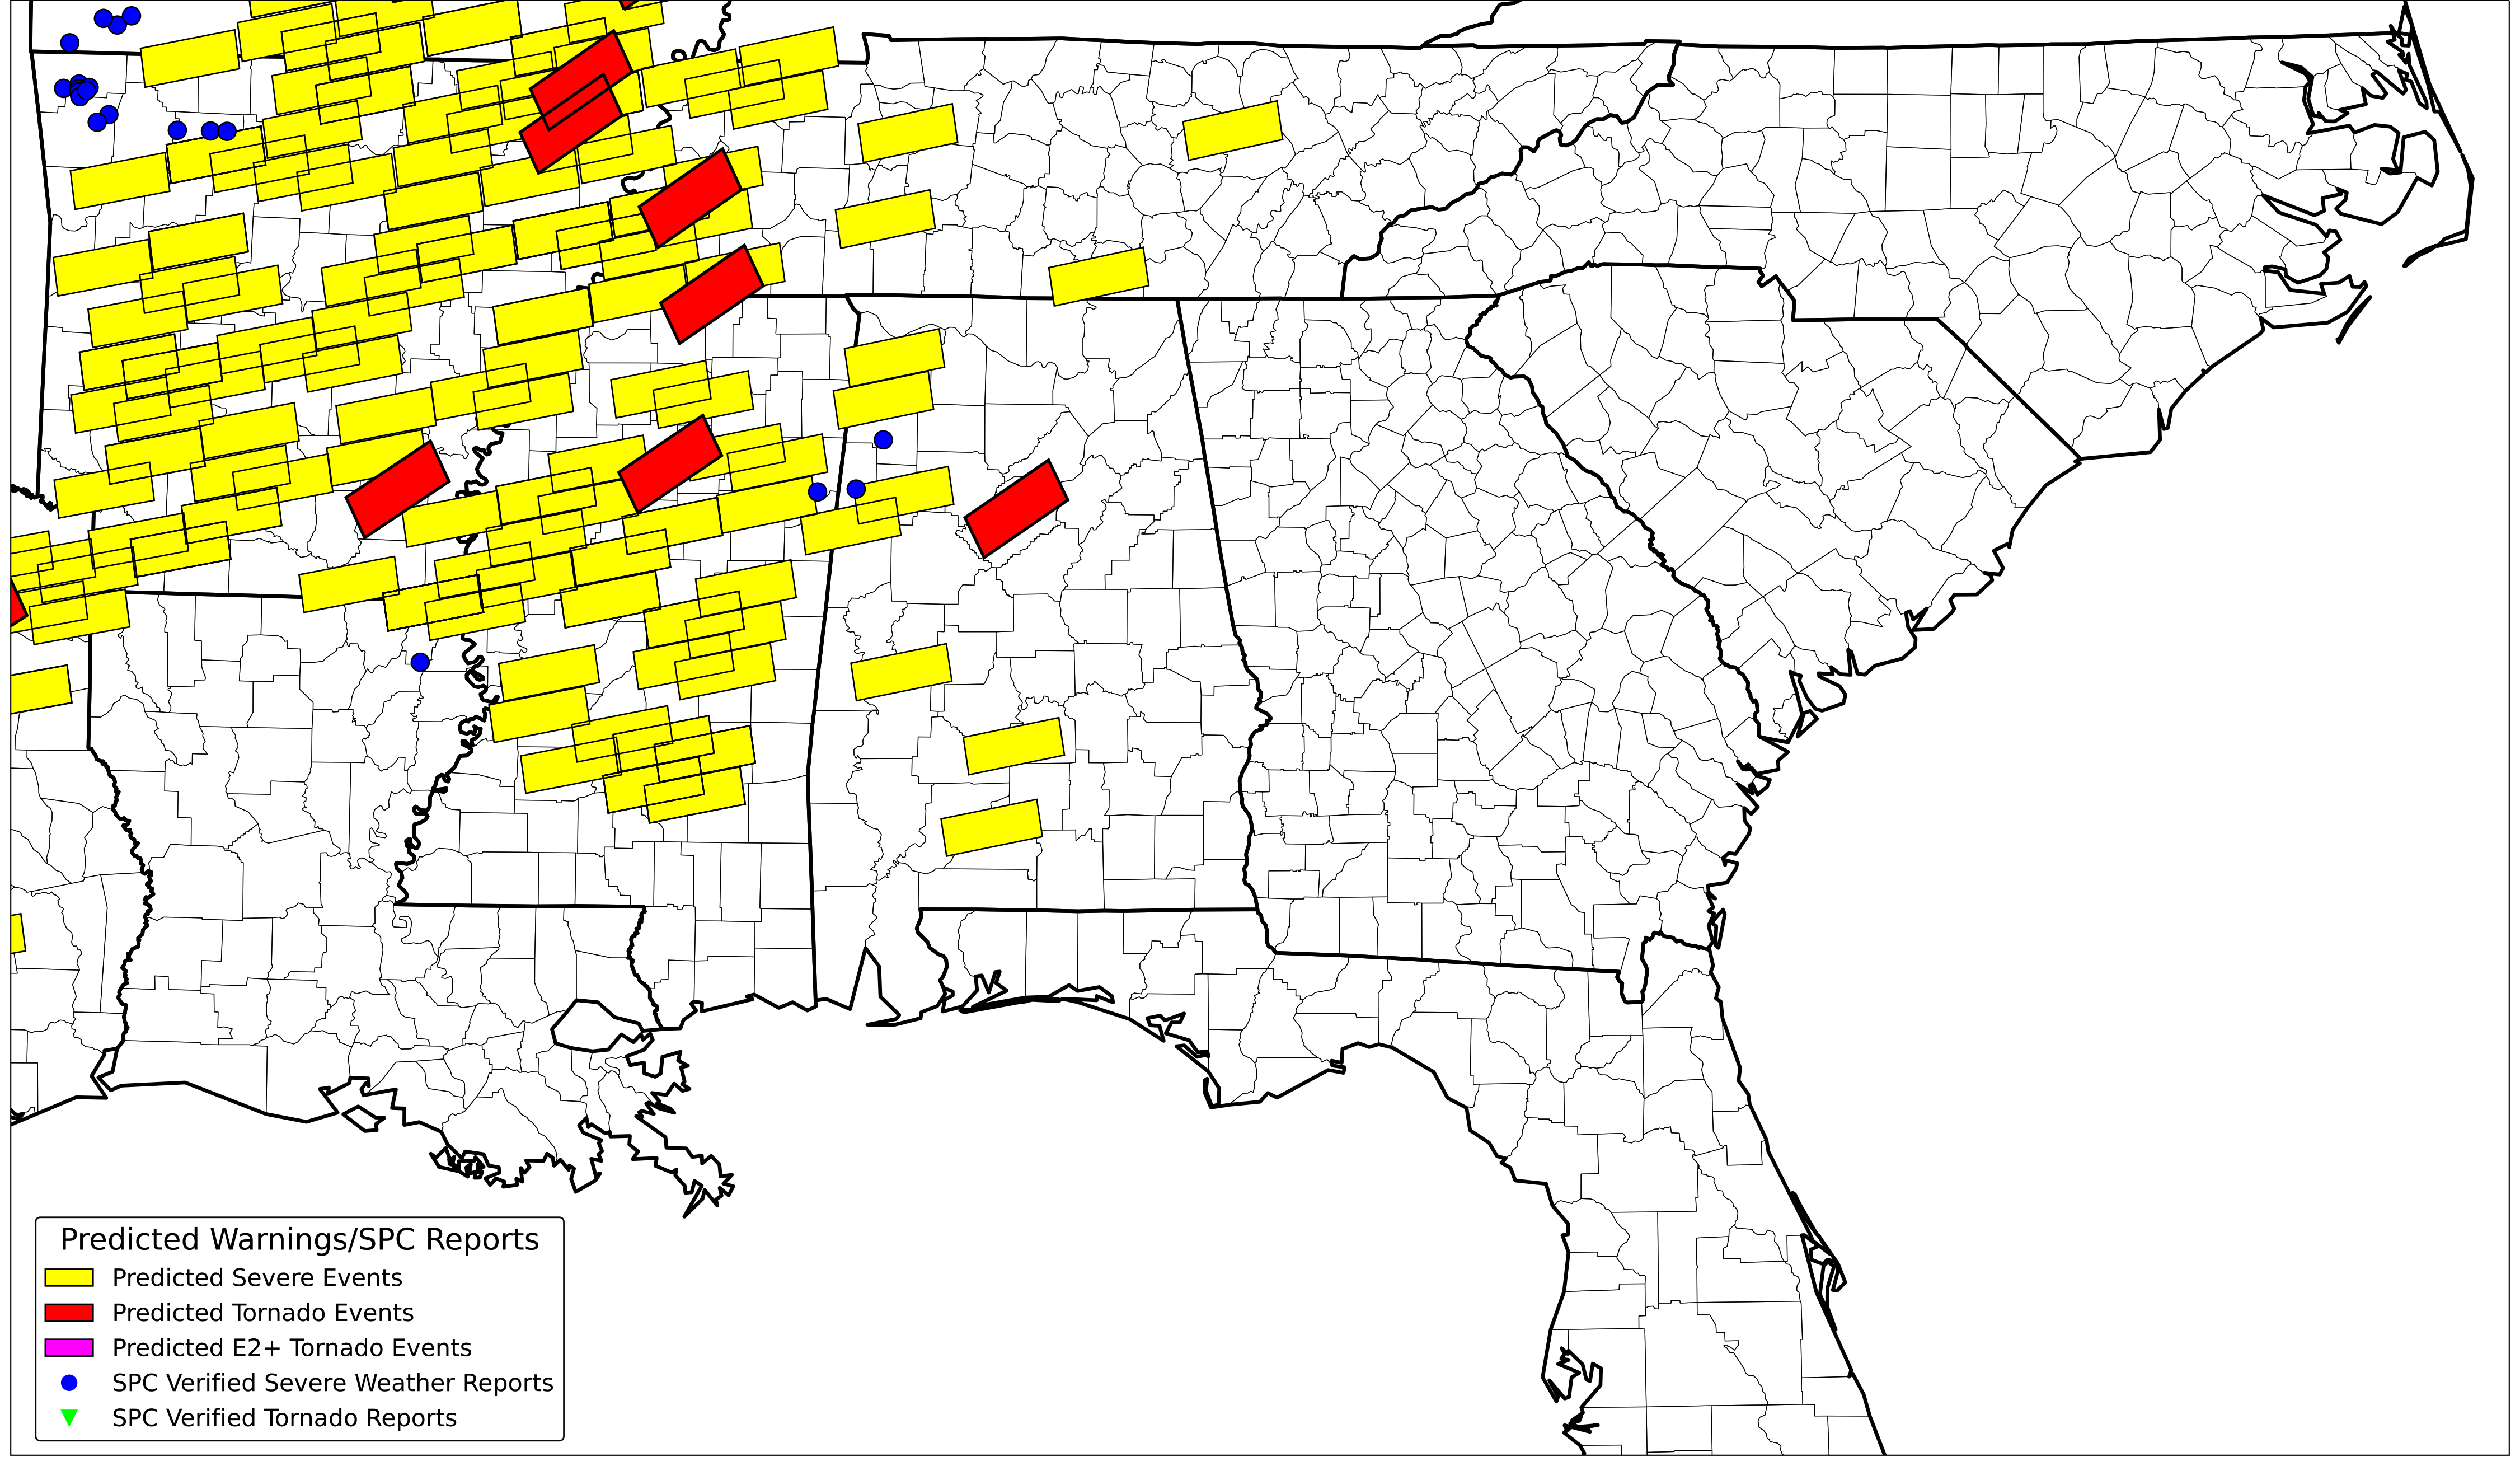 Predicted Warnings/SPC Reports
Predicted Severe Events
Predicted Tornado Events
Predicted E2+ Tornado Events
SPC Verified Severe Weather Reports
SPC Verified Tornado Reports